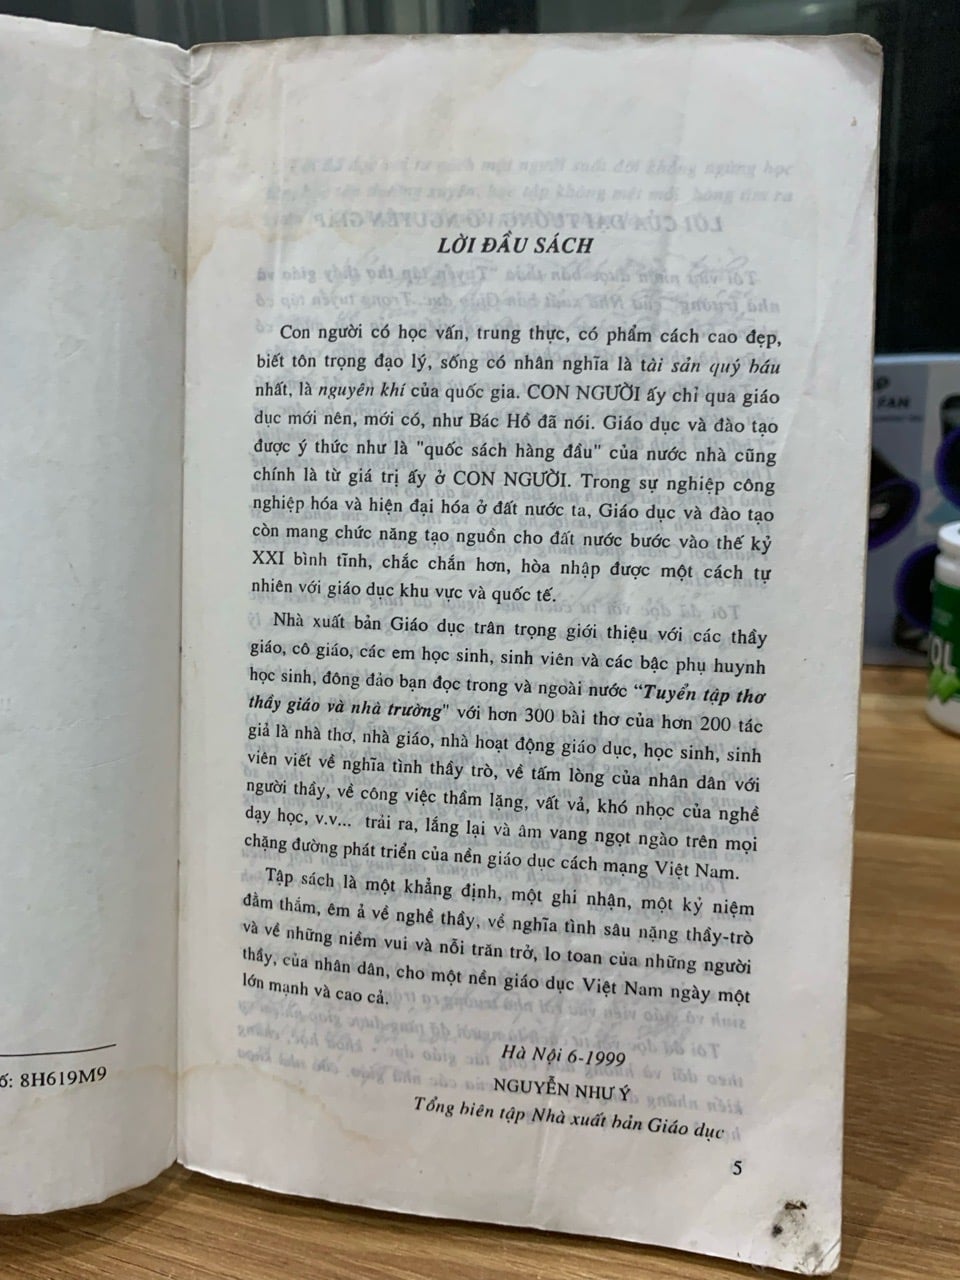 LỜI ĐẦU SÁCH
Con người có học vấn, trung thực, có phẩm cách cao đẹp,
biết tôn trọng đạo lý, sống có nhân nghĩa là tài sản quý báu
nhất, là nguyên khí của quốc gia. CON NGƯỜI ấy chỉ qua giáo
dục mới nên, mới có, như Bác Hồ đã nói. Giáo dục và đào tạo
được ý thức như là "quốc sách hàng đầu" của nước nhà cũng
chính là từ giá trị ấy ở CON NGƯỜI. Trong sự nghiệp công
nghiệp hóa và hiện đại hóa ở đất nước ta, Giáo dục và đào tạo
còn mang chức năng tạo nguồn cho đất nước bước vào thế kỷ
XXI bình tĩnh, chắc chắn hơn, hòa nhập được một cách tự
nhiên với giáo dục khu vực và quốc tế.
Nhà xuất bản Giáo dục trân trọng giới thiệu với các thầy
giáo, cô giáo, các em học sinh, sinh viên và các bậc phụ huynh
học sinh, đông đảo bạn đọc trong và ngoài nước "Tuyển tập thơ
thầy giáo và nhà trường" với hơn 300 bài thơ của hơn 200 tác
giả là nhà thơ, nhà giáo, nhà hoạt động giáo dục, học sinh, sinh
viên viết về nghĩa tình thầy trò, về tấm lòng của nhân dân với
người thầy, về công việc thầm lặng, vất vả, khó nhọc của nghề
dạy học, v.v... trải ra, lắng lại và âm vang ngọt ngào trên mọi
chặng đường phát triển của nền giáo dục cách mạng Việt Nam.
Tập sách là một khẳng định, một ghi nhận, một kỷ niệm
đằm thắm, êm ả về nghề thầy, về nghĩa tình sâu nặng thầy-trò
và về những niềm vui và nỗi trăn trở, lo toan của những người
thầy, của nhân dân, cho một nền giáo dục Việt Nam ngày một
lớn mạnh và cao cả.
Hà Nội 6-1999
NGUYỄN NHƯ Ý
Tổng biên tập Nhà xuất bản Giáo dục
5
ố: 8H619M9
FAN
OL